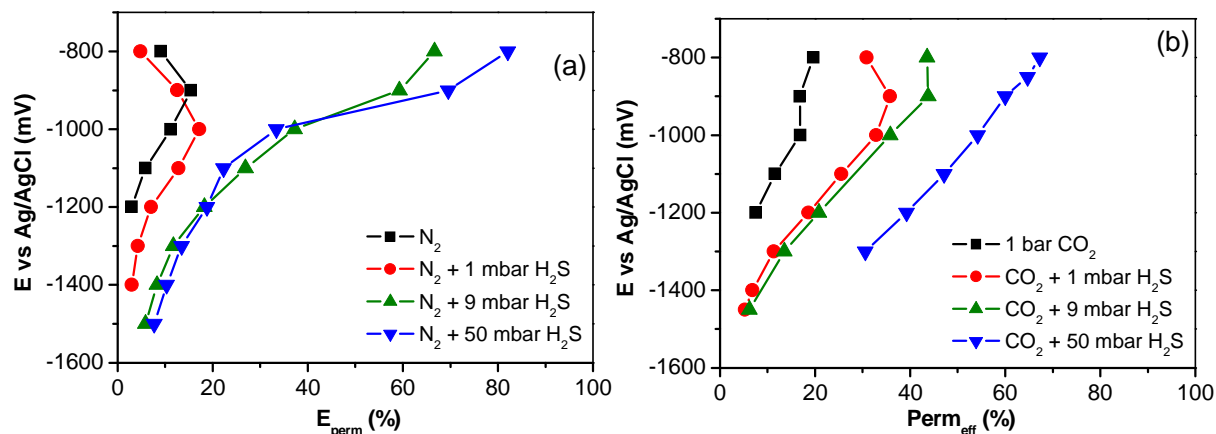 (a)
E vs Ag/AgCl (mV)
-800
-1000
-1200
-1400
-1600
0 20 40 60 80 100
E_perm (%)
N₂
N₂ + 1 mbar H₂S
N₂ + 9 mbar H₂S
N₂ + 50 mbar H₂S
(b)
E vs Ag/AgCl (mV)
-800
-1000
-1200
-1400
-1600
0 20 40 60 80 100
Perm_eff (%)
1 bar CO₂
CO₂ + 1 mbar H₂S
CO₂ + 9 mbar H₂S
CO₂ + 50 mbar H₂S